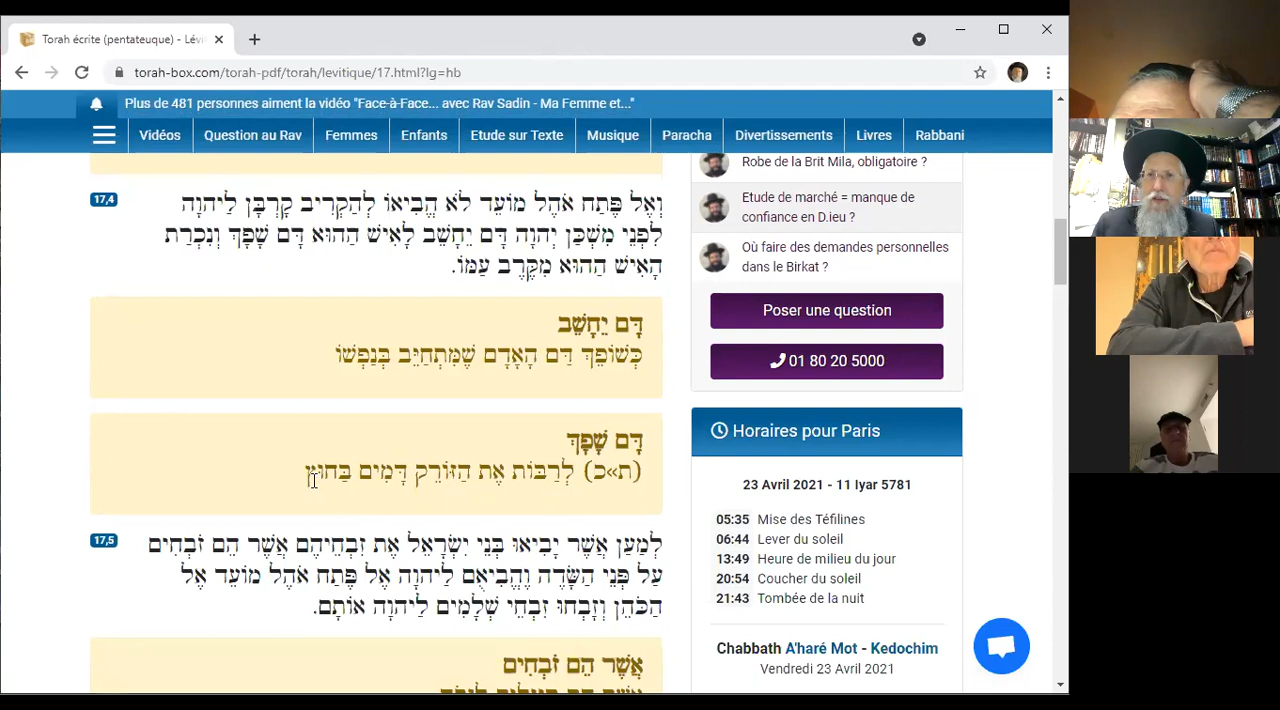 Torah écrite (pentateuque) - Lévi
torah-box.com/torah-pdf/torah/levitique/17.html?lg=hb
Plus de 481 personnes aiment la vidéo "Face-à-Face... avec Rav Sadin - Ma Femme et..."
Vidéos Question au Rav Femmes Enfants Etude sur Texte Musique Paracha Divertissements Livres Rabbani
17,4
וְאֶל פֶּתַח אֹהֶל מוֹעֵד לֹא הֱבִיאוֹ לְהַקְרִיב קָרְבָּן לַיהוָה
לִפְנֵי מִשְׁכַּן יְהוָה דָּם יֵחָשֵׁב לָאִישׁ הַהוּא דָּם שָׁפָךְ וְנִכְרַת
הָאִישׁ הַהוּא מִקֶּרֶב עַמּוֹ.
דָּם יֵחָשֵׁב
כְּשׁוֹפֵךְ דַּם הָאָדָם שֶׁמִּתְחַיֵּב בְּנַפְשׁוֹ
דָּם שָׁפָךְ
(ת»כ) לְרַבּוֹת אֶת הַזּוֹרֵק דָּמִים בַּחוּץ
17,5
לְמַעַן אֲשֶׁר יָבִיאוּ בְּנֵי יִשְׂרָאֵל אֶת זִבְחֵיהֶם אֲשֶׁר הֵם זֹבְחִים
עַל פְּנֵי הַשָּׂדֶה וֶהֱבִיאֻם לַיהוָה אֶל פֶּתַח אֹהֶל מוֹעֵד אֶל
הַכֹּהֵן וְזָבְחוּ זִבְחֵי שְׁלָמִים לַיהוָה אוֹתָם.
אֲשֶׁר הֵם זֹבְחִים
Robe de la Brit Mila, obligatoire ?
Etude de marché = manque de
confiance en D.ieu ?
Où faire des demandes personnelles
dans le Birkat ?
Poser une question
01 80 20 5000
Horaires pour Paris
23 Avril 2021 - 11 Iyar 5781
05:35 Mise des Téfilines
06:44 Lever du soleil
13:49 Heure de milieu du jour
20:54 Coucher du soleil
21:43 Tombée de la nuit
Chabbath A'haré Mot - Kedochim
Vendredi 23 Avril 2021